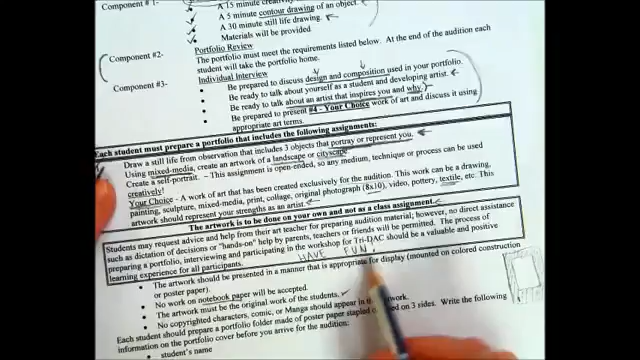 Component # 1-
A 15 minute
A 5 minute contour drawing of an object.
A 30 minute still life drawing.
Materials will be provided
Portfolio Review
Component #2-
The portfolio must meet the requirements listed below. At the end of the audition each
student will take the portfolio home.
Individual Interview
Component #3-
Be prepared to discuss design and composition used in your portfolio.
Be ready to talk about yourself as a student and developing artist.
Be ready to talk about an artist that inspires you and why.
Be prepared to present #4 - Your Choice work of art and discuss it using
appropriate art terms.
Each student must prepare a portfolio that includes the following assignments:
Draw a still life from observation that includes 3 objects that portray or represent you.
Using mixed-media, create an artwork of a landscape or cityscape.
Create a self-portrait. - This assignment is open-ended, so any medium, technique or process can be used
creatively!
Your Choice - A work of art that has been created exclusively for the audition. This work can be a drawing,
painting, sculpture, mixed-media, print, collage, original photograph (8x10), video, pottery, textile, etc. This
artwork should represent your strengths as an artist.
The artwork is to be done on your own and not as a class assignment.
Students may request advice and help from their art teacher for preparing audition material; however, no direct assistance
such as dictation of decisions or "hands-on" help by parents, teachers or friends will be permitted. The process of
preparing a portfolio, interviewing and participating in the workshop for Tri-DAC should be a valuable and positive
learning experience for all participants.
HAVE FUN!
The artwork should be presented in a manner that is appropriate for display (mounted on colored construction
or poster paper).
No work on notebook paper will be accepted.
The artwork must be the original work of the students.
No copyrighted characters, comic, or Manga should appear in the artwork.
Each student should prepare a portfolio folder made of poster paper stapled on 3 rides. Write the following
information on the portfolio cover before you arrive for the audition:
student's name